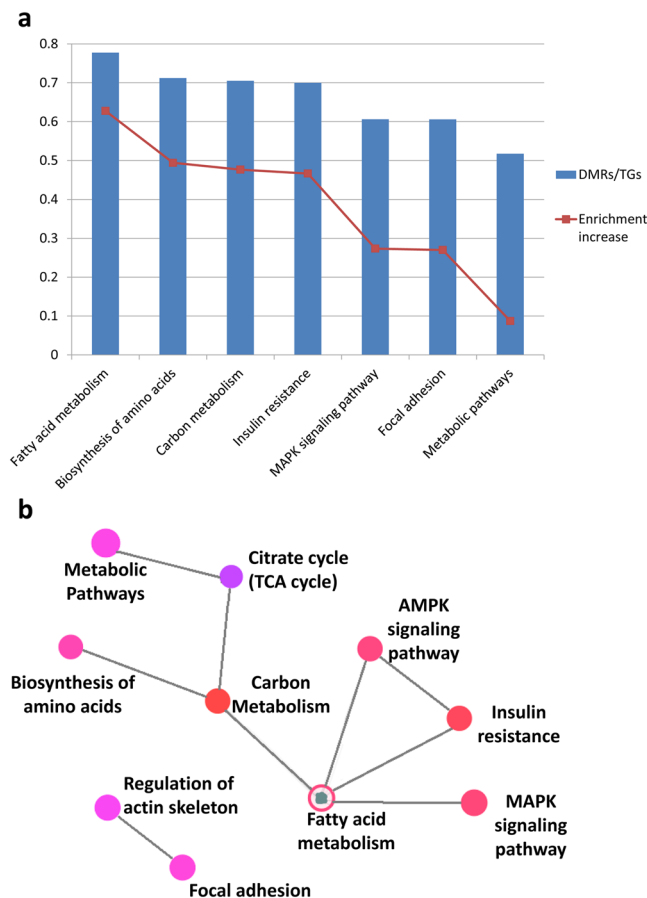 a
0.8
0.7
0.6
0.5
0.4
0.3
0.2
0.1
0
Fatty acid metabolism
Biosynthesis of amino acids
Carbon metabolism
Insulin resistance
MAPK signaling pathway
Focal adhesion
Metabolic pathways
DMRs/TGs
Enrichment
increase
b
Metabolic
Pathways
Citrate cycle
(TCA cycle)
AMPK
signaling
pathway
Biosynthesis of
amino acids
Carbon
Metabolism
Insulin
resistance
Regulation of
actin skeleton
Fatty acid
metabolism
MAPK
signaling
pathway
Focal adhesion